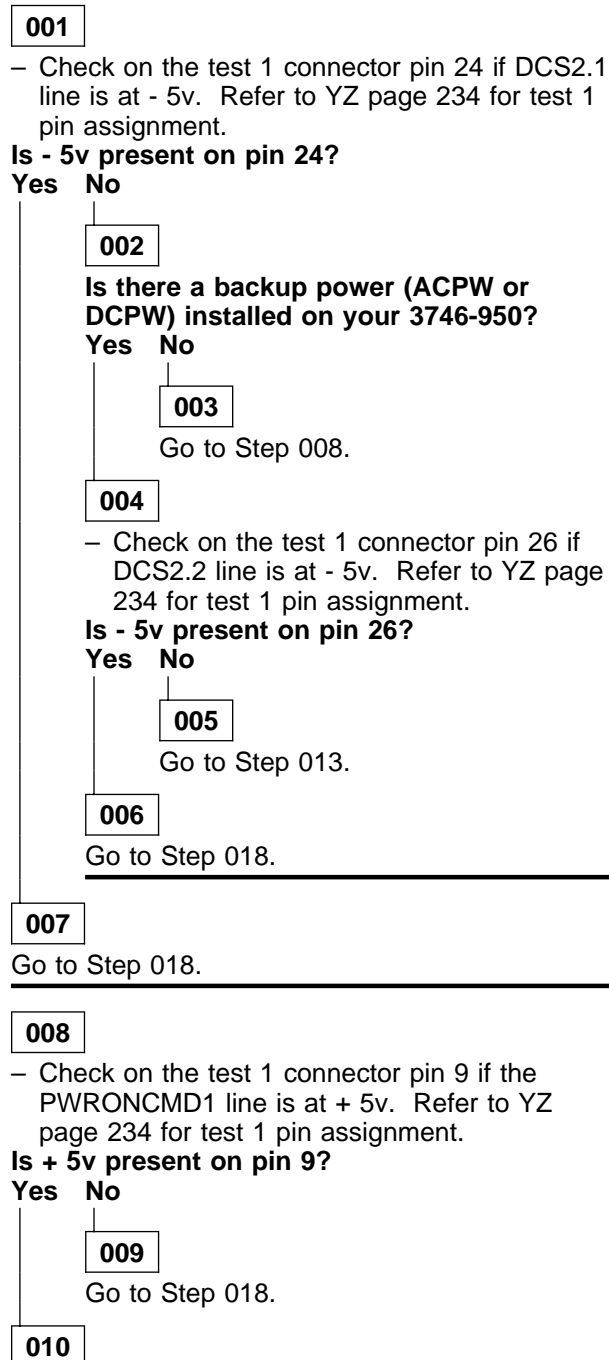 001
– Check on the test 1 connector pin 24 if DCS2.1
line is at - 5v. Refer to YZ page 234 for test 1
pin assignment.
Is - 5v present on pin 24?
Yes No
002
Is there a backup power (ACPW or
DCPW) installed on your 3746-950?
Yes No
003
Go to Step 008.
004
– Check on the test 1 connector pin 26 if
DCS2.2 line is at - 5v. Refer to YZ page
234 for test 1 pin assignment.
Is - 5v present on pin 26?
Yes No
005
Go to Step 013.
006
Go to Step 018.
007
Go to Step 018.
008
– Check on the test 1 connector pin 9 if the
PWRONCMD1 line is at + 5v. Refer to YZ
page 234 for test 1 pin assignment.
Is + 5v present on pin 9?
Yes No
009
Go to Step 018.
010